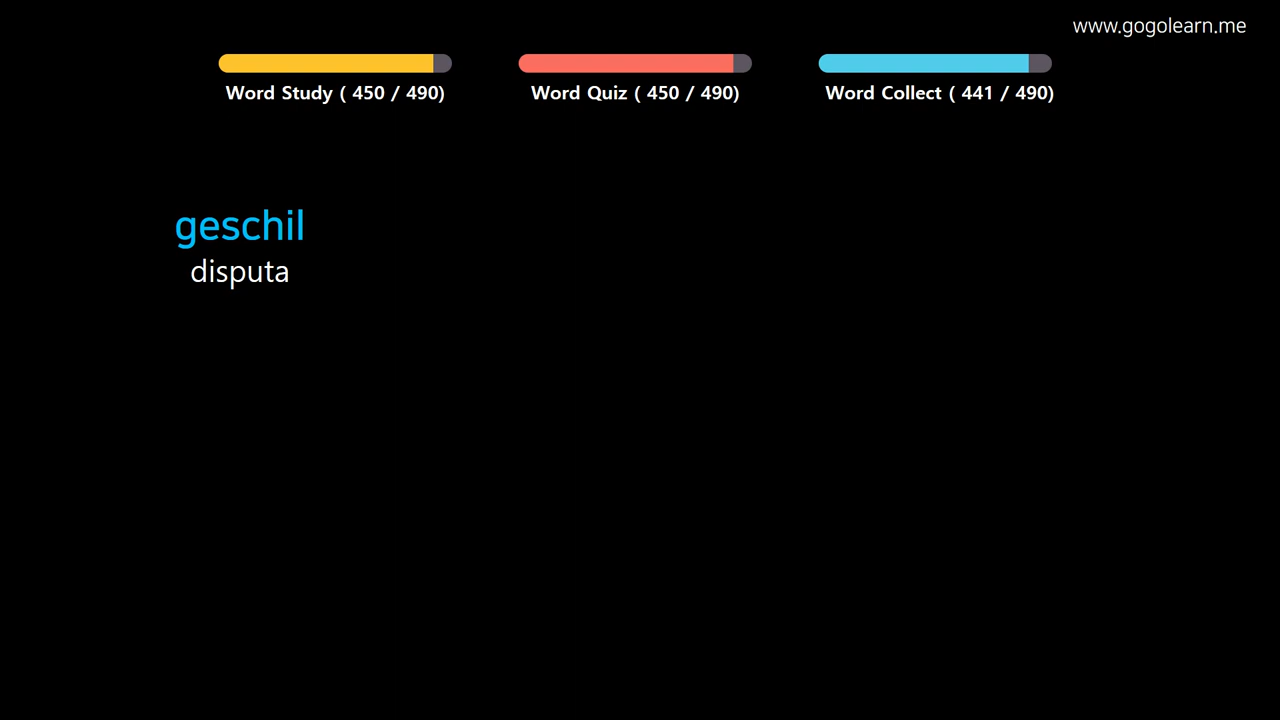 www.gogolearn.me
Word Study ( 450 / 490)
Word Quiz ( 450 / 490)
Word Collect ( 441 / 490)
geschil
disputa